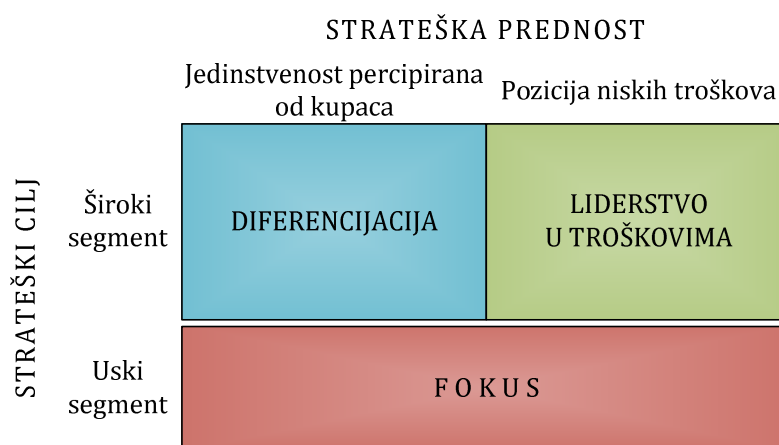 STRATEŠKA PREDNOST
Jedinstvenost percipirana
od kupaca
Pozicija niskih troškova
STRATEŠKI CILJ
Široki
segment
DIFERENCIJACIJA
LIDERSTVO
U TROŠKOVIMA
Uski
segment
FOKUS